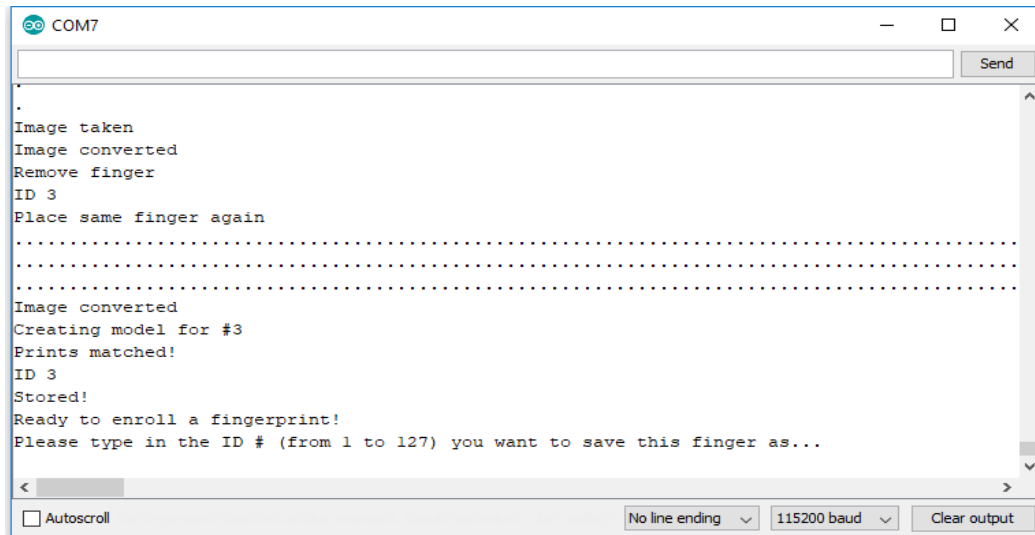 COM7
Send
.
.
Image taken
Image converted
Remove finger
ID 3
Place same finger again
............................................................................................
............................................................................................
............................................................................................
Image converted
Creating model for #3
Prints matched!
ID 3
Stored!
Ready to enroll a fingerprint!
Please type in the ID # (from 1 to 127) you want to save this finger as...
Autoscroll
No line ending
115200 baud
Clear output